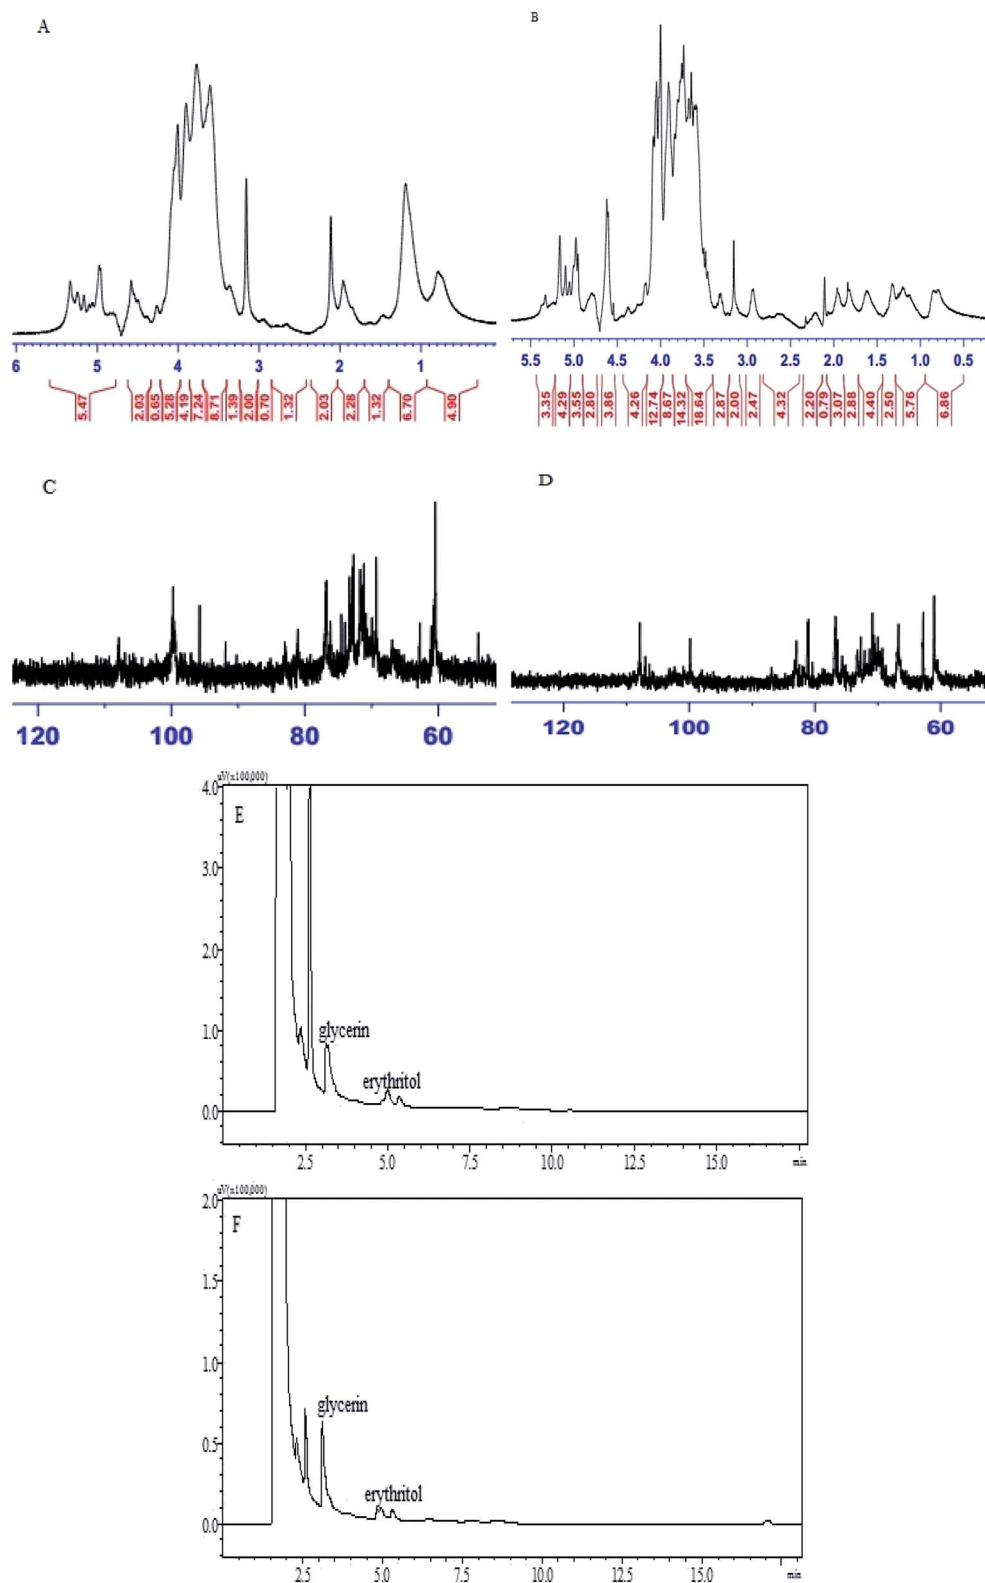 A
B
6 5 4 3 2 1
5.5 5.0 4.5 4.0 3.5 3.0 2.5 2.0 1.5 1.0 0.5
5.47 2.03 0.65 5.28 4.19 7.24 8.71 1.39 2.00 0.70 1.32 2.03 2.28 1.32 6.70 4.90
3.35 4.29 3.55 2.80 3.86 4.26 12.74 8.67 14.32 18.64 2.87 2.00 2.47 4.32 2.20 0.79 3.07 2.88 4.40 2.50 5.76 6.86
C
D
120 100 80 60
120 100 80 60
uV(x100,000)
4.0
E
3.0
2.0
1.0
glycerin
erythritol
0.0
2.5 5.0 7.5 10.0 12.5 15.0 min
uV(x100,000)
2.0
F
1.5
1.0
glycerin
0.5
erythritol
0.0
2.5 5.0 7.5 10.0 12.5 15.0 min